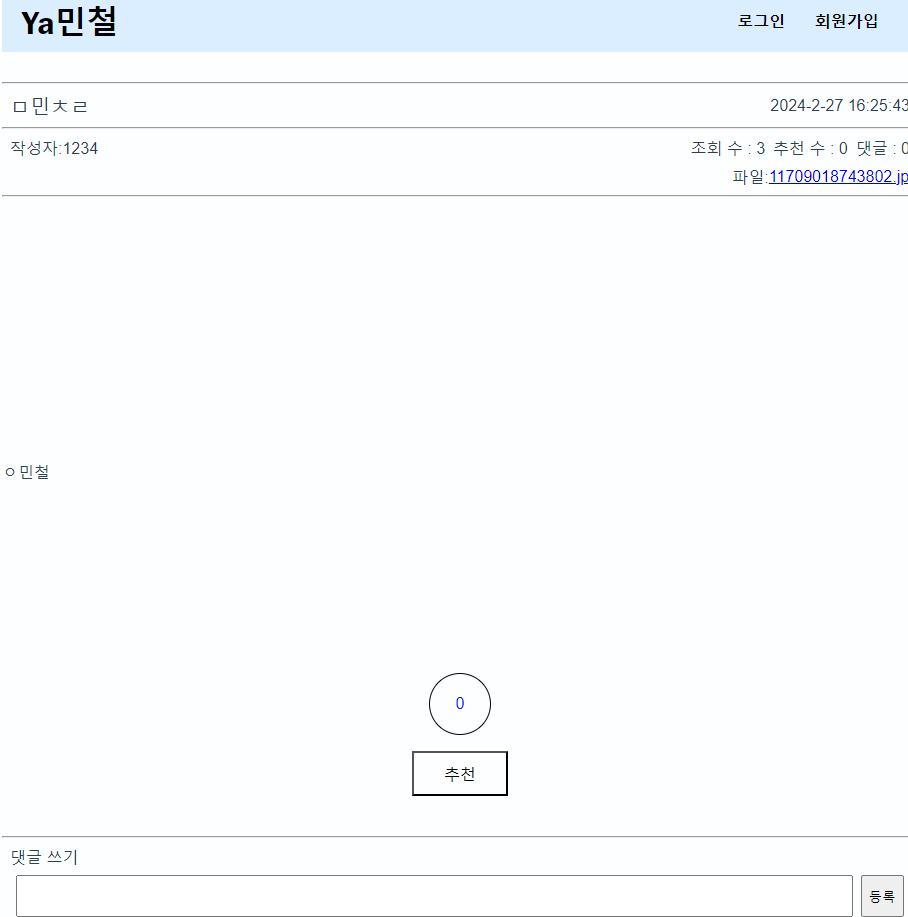 Ya민철 로그인 회원가입
ㅁ민ㅊㄹ 2024-2-27 16:25:43
작성자:1234 조회 수 : 3 추천 수 : 0 댓글 : 0
파일:11709018743802.jp
ㅇ민철
0
추천
댓글 쓰기
등록